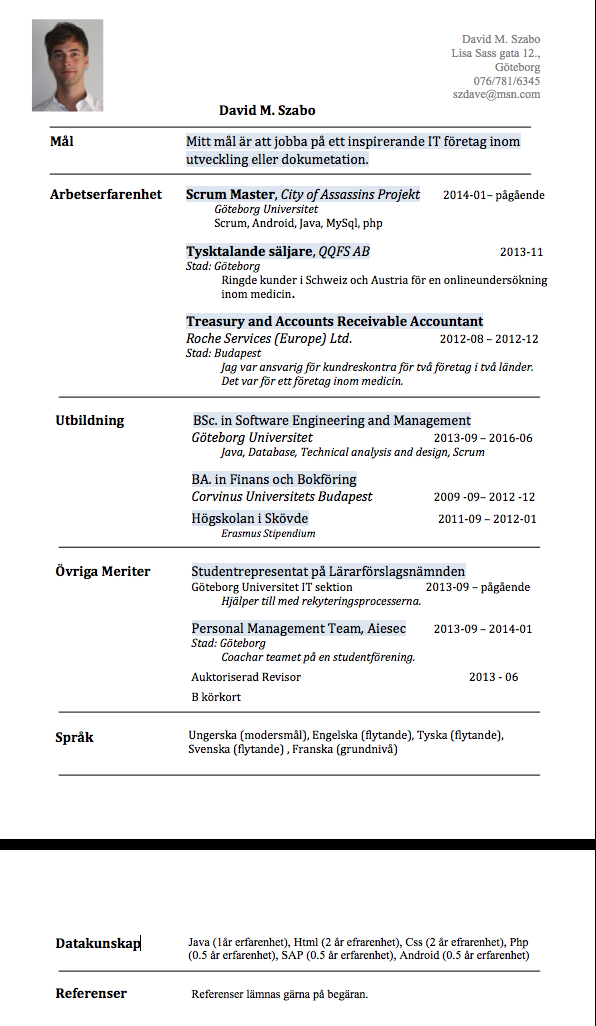 David M. Szabo
Lisa Sass gata 12.,
Göteborg
076/781/6345
szdave@msn.com
David M. Szabo
Mål
Mitt mål är att jobba på ett inspirerande IT företag inom
utveckling eller dokumetation.
Arbetserfarenhet
Scrum Master, City of Assassins Projekt 2014-01– pågående
Göteborg Universitet
Scrum, Android, Java, MySql, php
Tysktalande säljare, QQFS AB 2013-11
Stad: Göteborg
Ringde kunder i Schweiz och Austria för en onlineundersökning
inom medicin.
Treasury and Accounts Receivable Accountant
Roche Services (Europe) Ltd. 2012-08 – 2012-12
Stad: Budapest
Jag var ansvarig för kundreskontra för två företag i två länder.
Det var för ett företag inom medicin.
Utbildning
BSc. in Software Engineering and Management
Göteborg Universitet 2013-09 – 2016-06
Java, Database, Technical analysis and design, Scrum
BA. in Finans och Bokföring
Corvinus Universitets Budapest 2009 -09– 2012 -12
Högskolan i Skövde 2011-09 – 2012-01
Erasmus Stipendium
Övriga Meriter
Studentrepresentat på Lärarförslagsnämnden
Göteborg Universitet IT sektion 2013-09 – pågående
Hjälper till med rekyteringsprocesserna.
Personal Management Team, Aiesec 2013-09 – 2014-01
Stad: Göteborg
Coachar teamet på en studentförening.
Auktoriserad Revisor 2013 - 06
B körkort
Språk
Ungerska (modersmål), Engelska (flytande), Tyska (flytande),
Svenska (flytande) , Franska (grundnivå)
Datakunskap
Java (1år erfarenhet), Html (2 år efrarenhet), Css (2 år efrarenhet), Php
(0.5 år erfarenhet), SAP (0.5 år erfarenhet), Android (0.5 år erfarenhet)
Referenser
Referenser lämnas gärna på begäran.